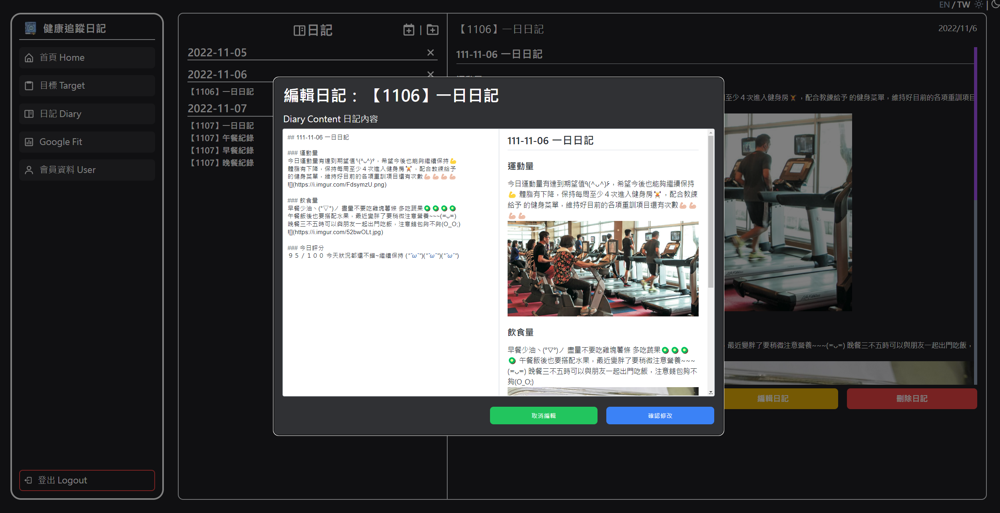 EN / TW
健康追蹤日記
首頁 Home
目標 Target
日記 Diary
Google Fit
會員資料 User
登出 Logout
日記
2022-11-05
2022-11-06
【1106】一日日記
2022-11-07
【1107】一日日記
【1107】午餐紀錄
【1107】早餐紀錄
【1107】晚餐紀錄
【1106】一日日記
2022/11/6
111-11-06 一日日記
至少４次進入健身房🏋️，配合教練給予 的健身菜單，維持好目前的各項重訓項目
最近變胖了要稍微注意營養~~~(=ᴗ=) 晚餐三不五時可以與朋友一起出門吃飯，
編輯日記
刪除日記
編輯日記：【1106】一日日記
Diary Content 日記內容
## 111-11-06 一日日記
### 運動量
今日運動量有達到期望值٩(^ᴗ^)۶，希望今後也能夠繼續保持💪
體脂有下降，保持每周至少４次進入健身房🏋️，配合教練給予
的健身菜單，維持好目前的各項重訓項目還有次數💪🏻💪🏻💪🏻💪🏻
![](https://i.imgur.com/FdsymzU.png)
### 飲食量
早餐少油ヽ(°▽°)ノ 盡量不要吃雞塊薯條 多吃蔬果🥝🥝🥝🥝
午餐飯後也要搭配水果，最近變胖了要稍微注意營養~~~(=ᴗ=)
晚餐三不五時可以與朋友一起出門吃飯，注意錢包夠不夠(O_O;)
![](https://i.imgur.com/52bwOLt.jpg)
### 今日評分
９５ / １００ 今天狀況都還不錯~繼續保持 (*˘ω˘*)(*˘ω˘*)(*˘ω˘*)
111-11-06 一日日記
運動量
今日運動量有達到期望值٩(^ᴗ^)۶，希望今後也能夠繼續保持
💪 體脂有下降，保持每周至少４次進入健身房🏋️，配合教練
給予 的健身菜單，維持好目前的各項重訓項目還有次數💪🏻💪🏻
💪🏻💪🏻
飲食量
早餐少油ヽ(°▽°)ノ 盡量不要吃雞塊薯條 多吃蔬果🥝🥝🥝
🥝 午餐飯後也要搭配水果，最近變胖了要稍微注意營養~~~
(=ᴗ=) 晚餐三不五時可以與朋友一起出門吃飯，注意錢包夠不
夠(O_O;)
取消編輯
確認修改